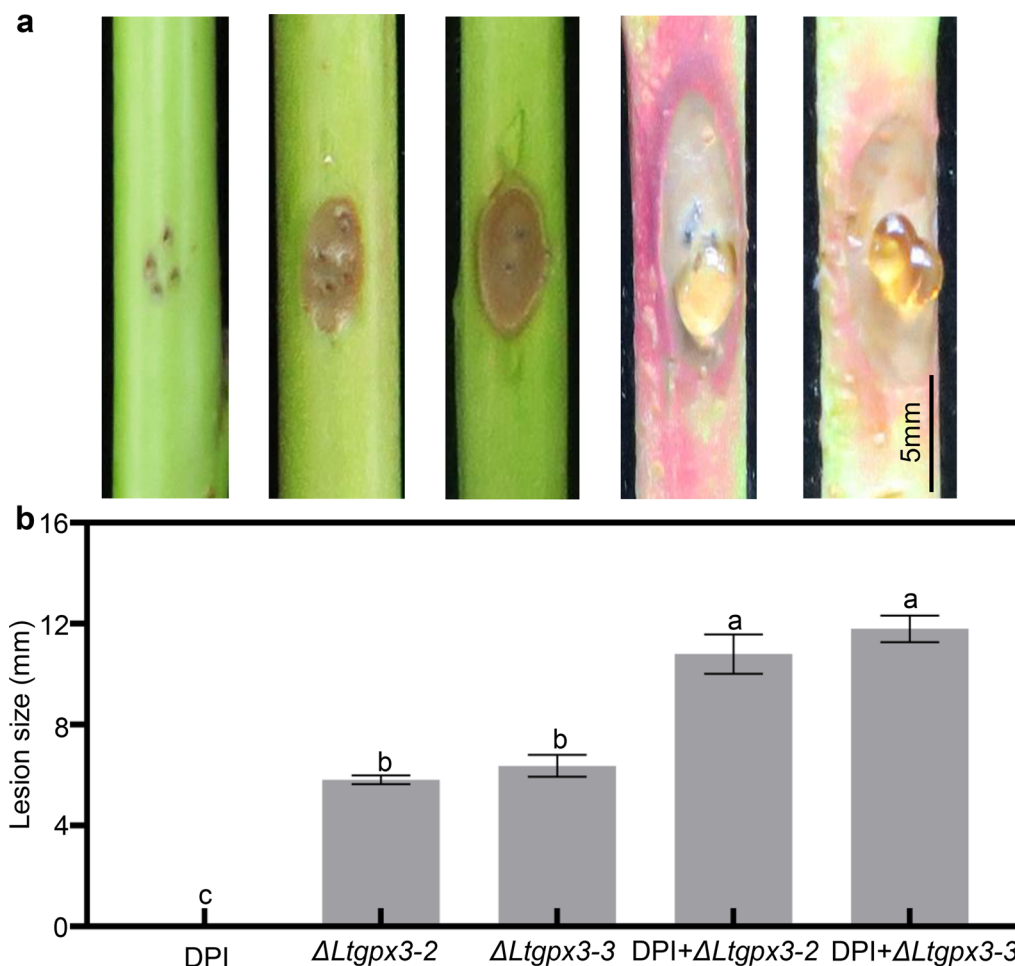 a
5mm
b
16
12
8
4
0
Lesion size (mm)
c
b
b
a
a
DPI
ΔLtgpx3-2
ΔLtgpx3-3
DPI+ΔLtgpx3-2
DPI+ΔLtgpx3-3